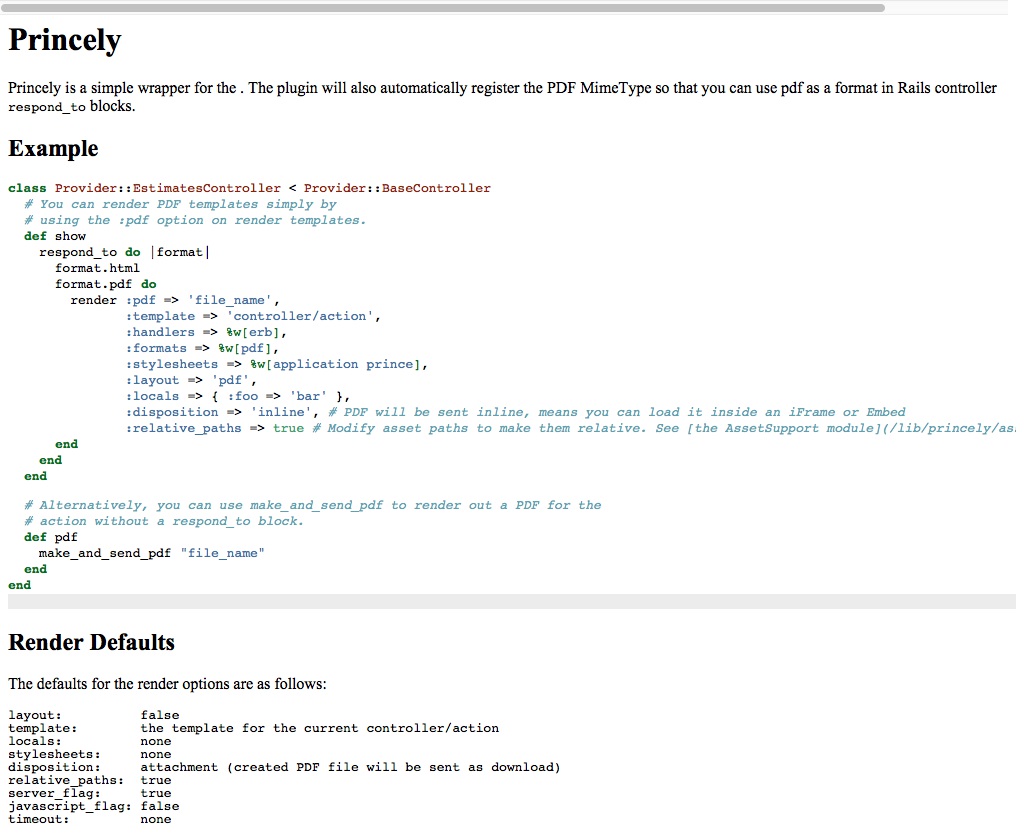 Princely
Princely is a simple wrapper for the . The plugin will also automatically register the PDF MimeType so that you can use pdf as a format in Rails controller
respond_to blocks.
Example
class Provider::EstimatesController < Provider::BaseController
  # You can render PDF templates simply by
  # using the :pdf option on render templates.
  def show
    respond_to do |format|
      format.html
      format.pdf do
        render :pdf => 'file_name',
               :template => 'controller/action',
               :handlers => %w[erb],
               :formats => %w[pdf],
               :stylesheets => %w[application prince],
               :layout => 'pdf',
               :locals => { :foo => 'bar' },
               :disposition => 'inline', # PDF will be sent inline, means you can load it inside an iFrame or Embed
               :relative_paths => true # Modify asset paths to make them relative. See [the AssetSupport module](/lib/princely/as
      end
    end
  end
  # Alternatively, you can use make_and_send_pdf to render out a PDF for the
  # action without a respond_to block.
  def pdf
    make_and_send_pdf "file_name"
  end
end
Render Defaults
The defaults for the render options are as follows:
layout:          false
template:        the template for the current controller/action
locals:          none
stylesheets:     none
disposition:     attachment (created PDF file will be sent as download)
relative_paths:  true
server_flag:     true
javascript_flag: false
timeout:         none